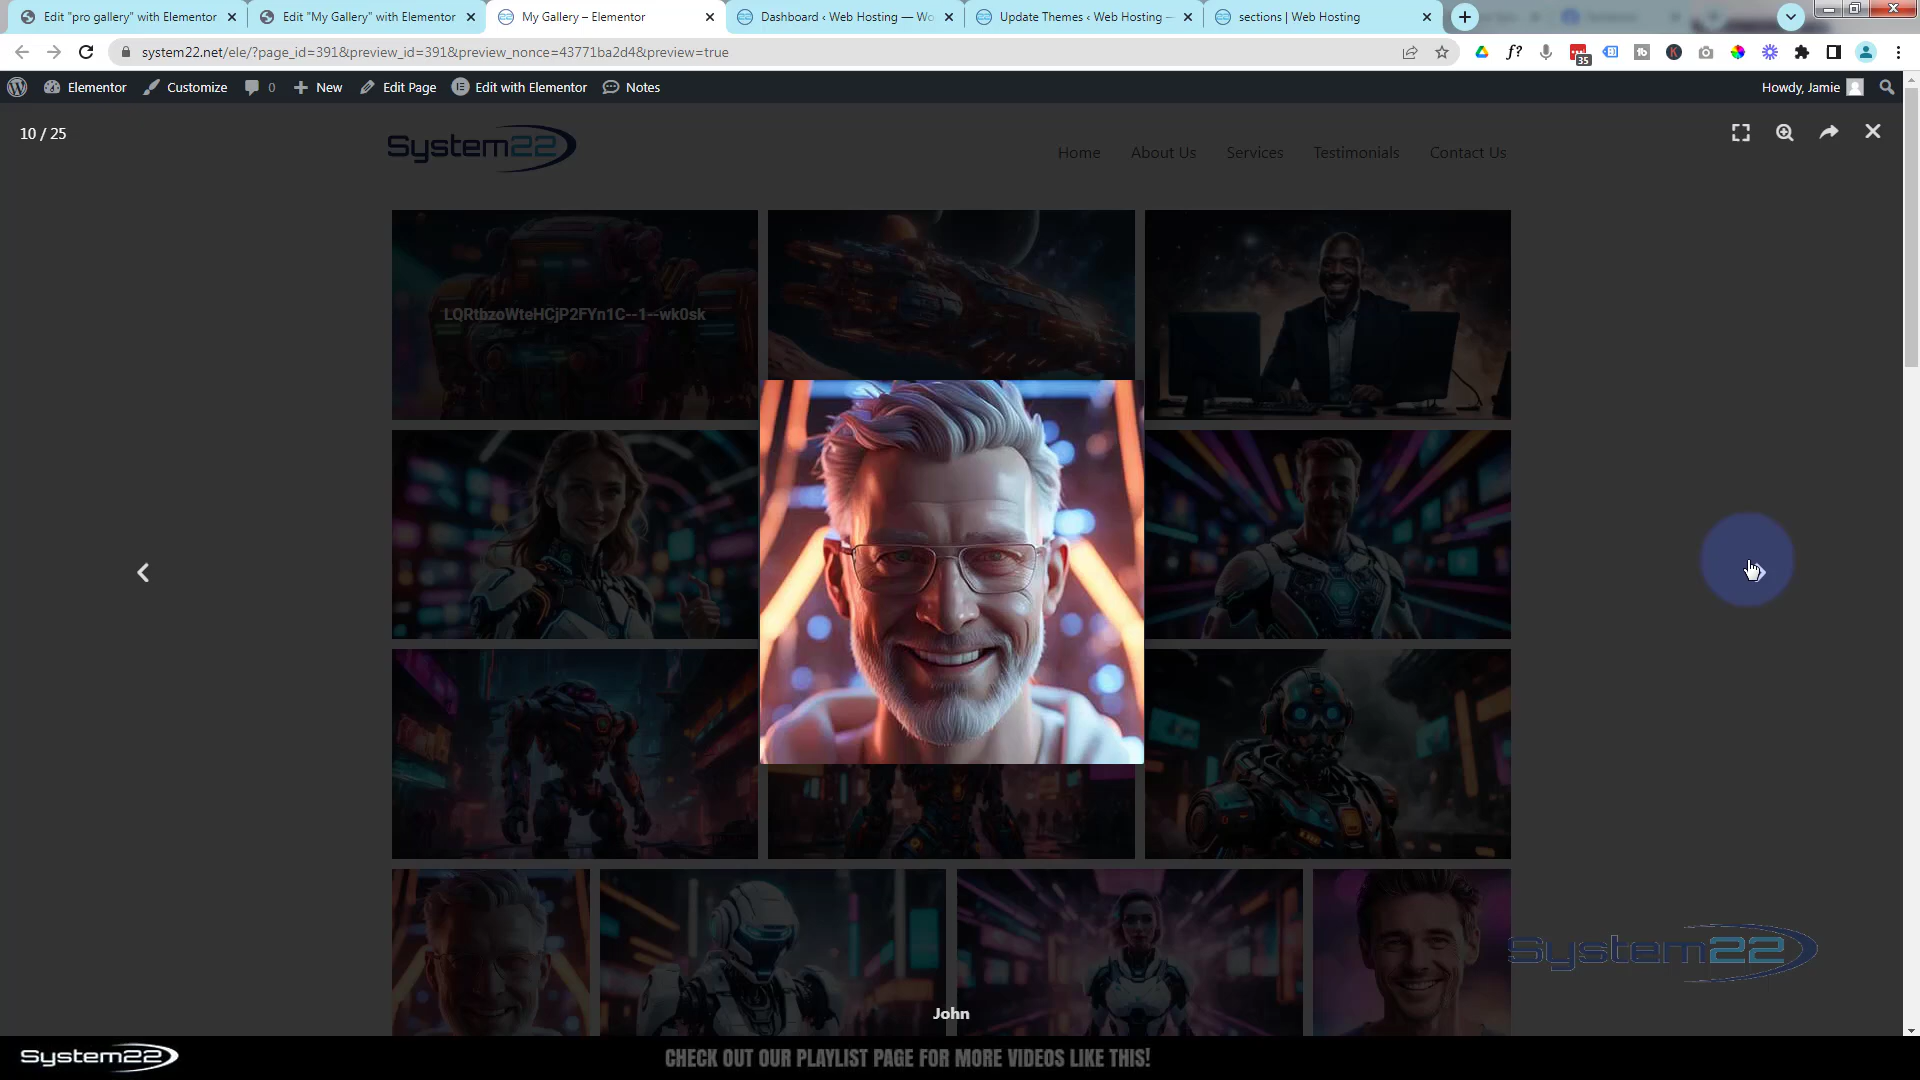 Edit "pro gallery" with Elementor
Edit "My Gallery" with Elementor
My Gallery – Elementor
Dashboard ‹ Web Hosting — Wo
Update Themes ‹ Web Hosting —
sections | Web Hosting
system22.net/ele/?page_id=391&preview_id=391&preview_nonce=43771ba2d4&preview=true
f?
35
Elementor
Customize
0
New
Edit Page
Edit with Elementor
Notes
Howdy, Jamie
10 / 25
System22
Home
About Us
Services
Testimonials
Contact Us
LQRtbzoWteHCjP2FYn1C--1--wk0sk
System22
John
System22
CHECK OUT OUR PLAYLIST PAGE FOR MORE VIDEOS LIKE THIS!